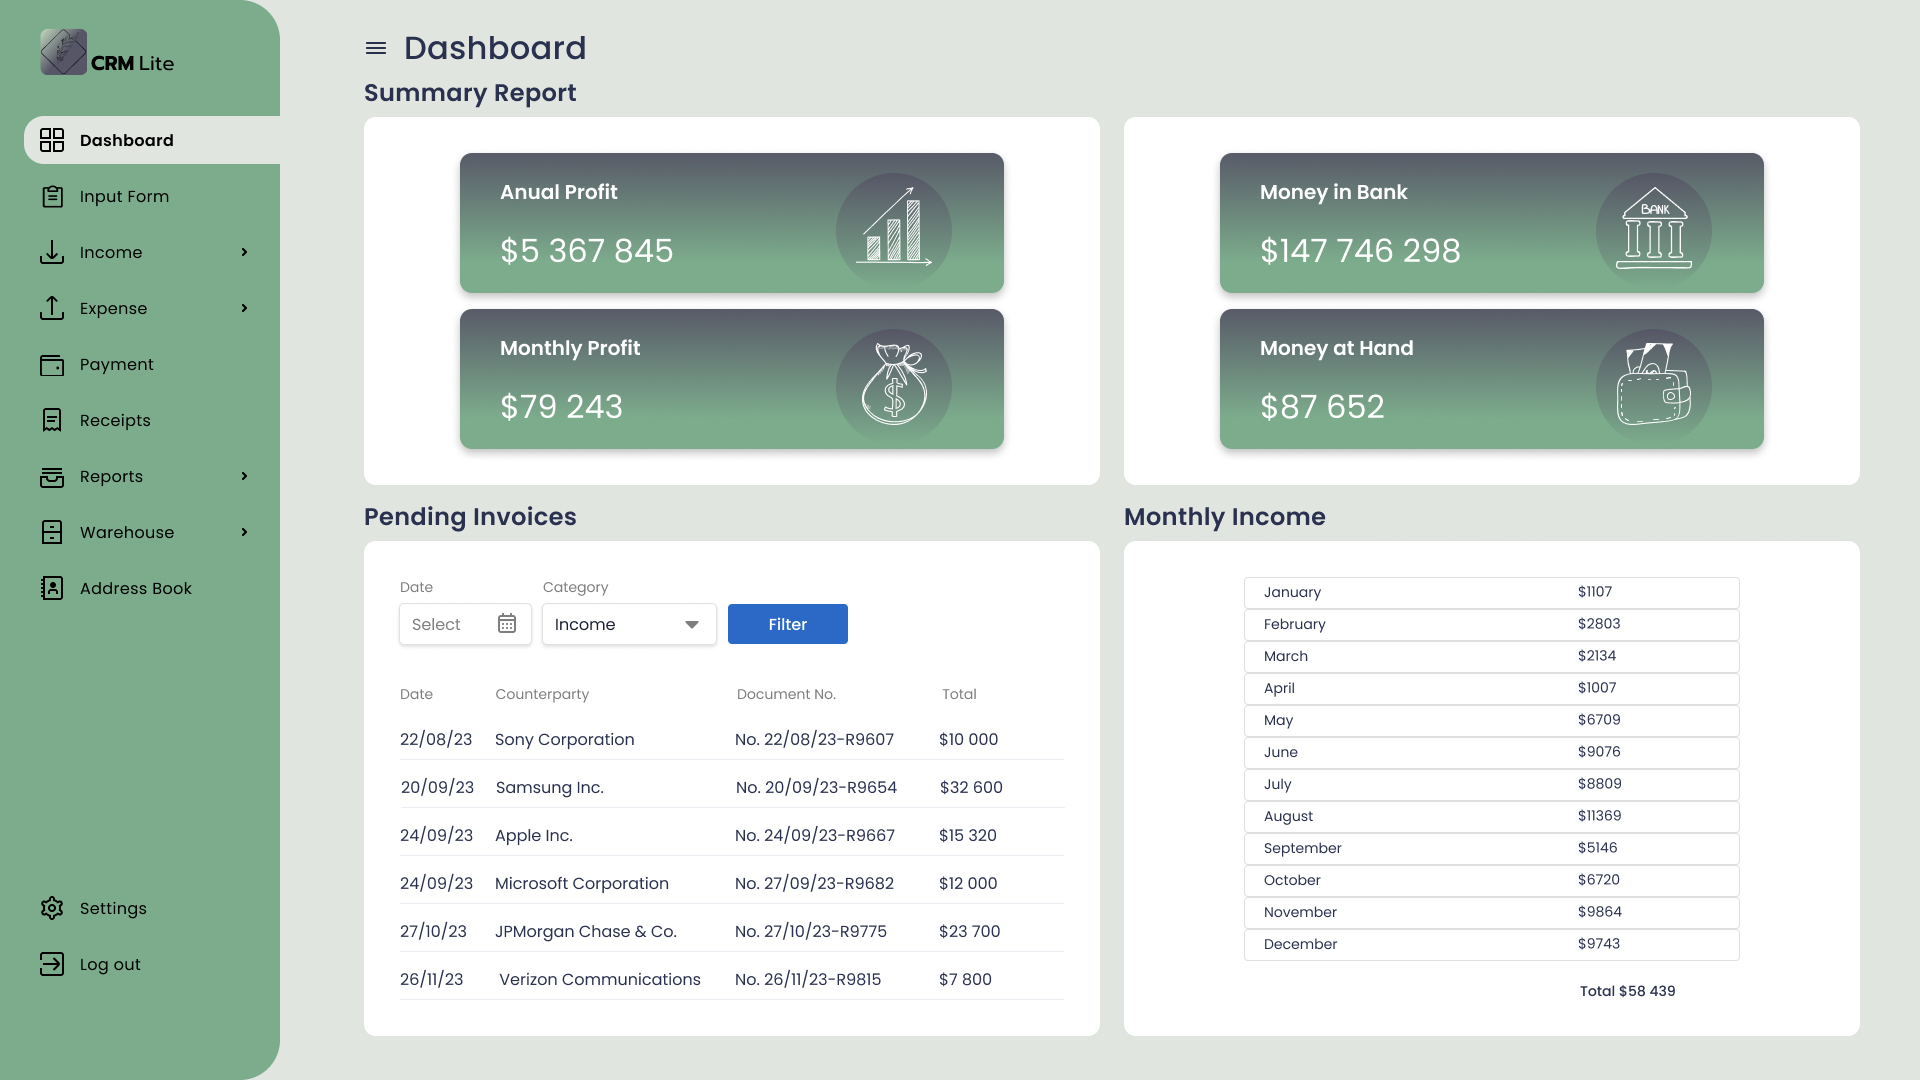 CRM Lite
Dashboard
Input Form
Income
Expense
Payment
Receipts
Reports
Warehouse
Address Book
Settings
Log out
Dashboard
Summary Report
Anual Profit
$5 367 845
Monthly Profit
$79 243
Money in Bank
$147 746 298
BANK
Money at Hand
$87 652
Pending Invoices
Date Category
Select Income Filter
Date Counterparty Document No. Total
22/08/23 Sony Corporation No. 22/08/23-R9607 $10 000
20/09/23 Samsung Inc. No. 20/09/23-R9654 $32 600
24/09/23 Apple Inc. No. 24/09/23-R9667 $15 320
24/09/23 Microsoft Corporation No. 27/09/23-R9682 $12 000
27/10/23 JPMorgan Chase & Co. No. 27/10/23-R9775 $23 700
26/11/23 Verizon Communications No. 26/11/23-R9815 $7 800
Monthly Income
January $1107
February $2803
March $2134
April $1007
May $6709
June $9076
July $8809
August $11369
September $5146
October $6720
November $9864
December $9743
Total $58 439